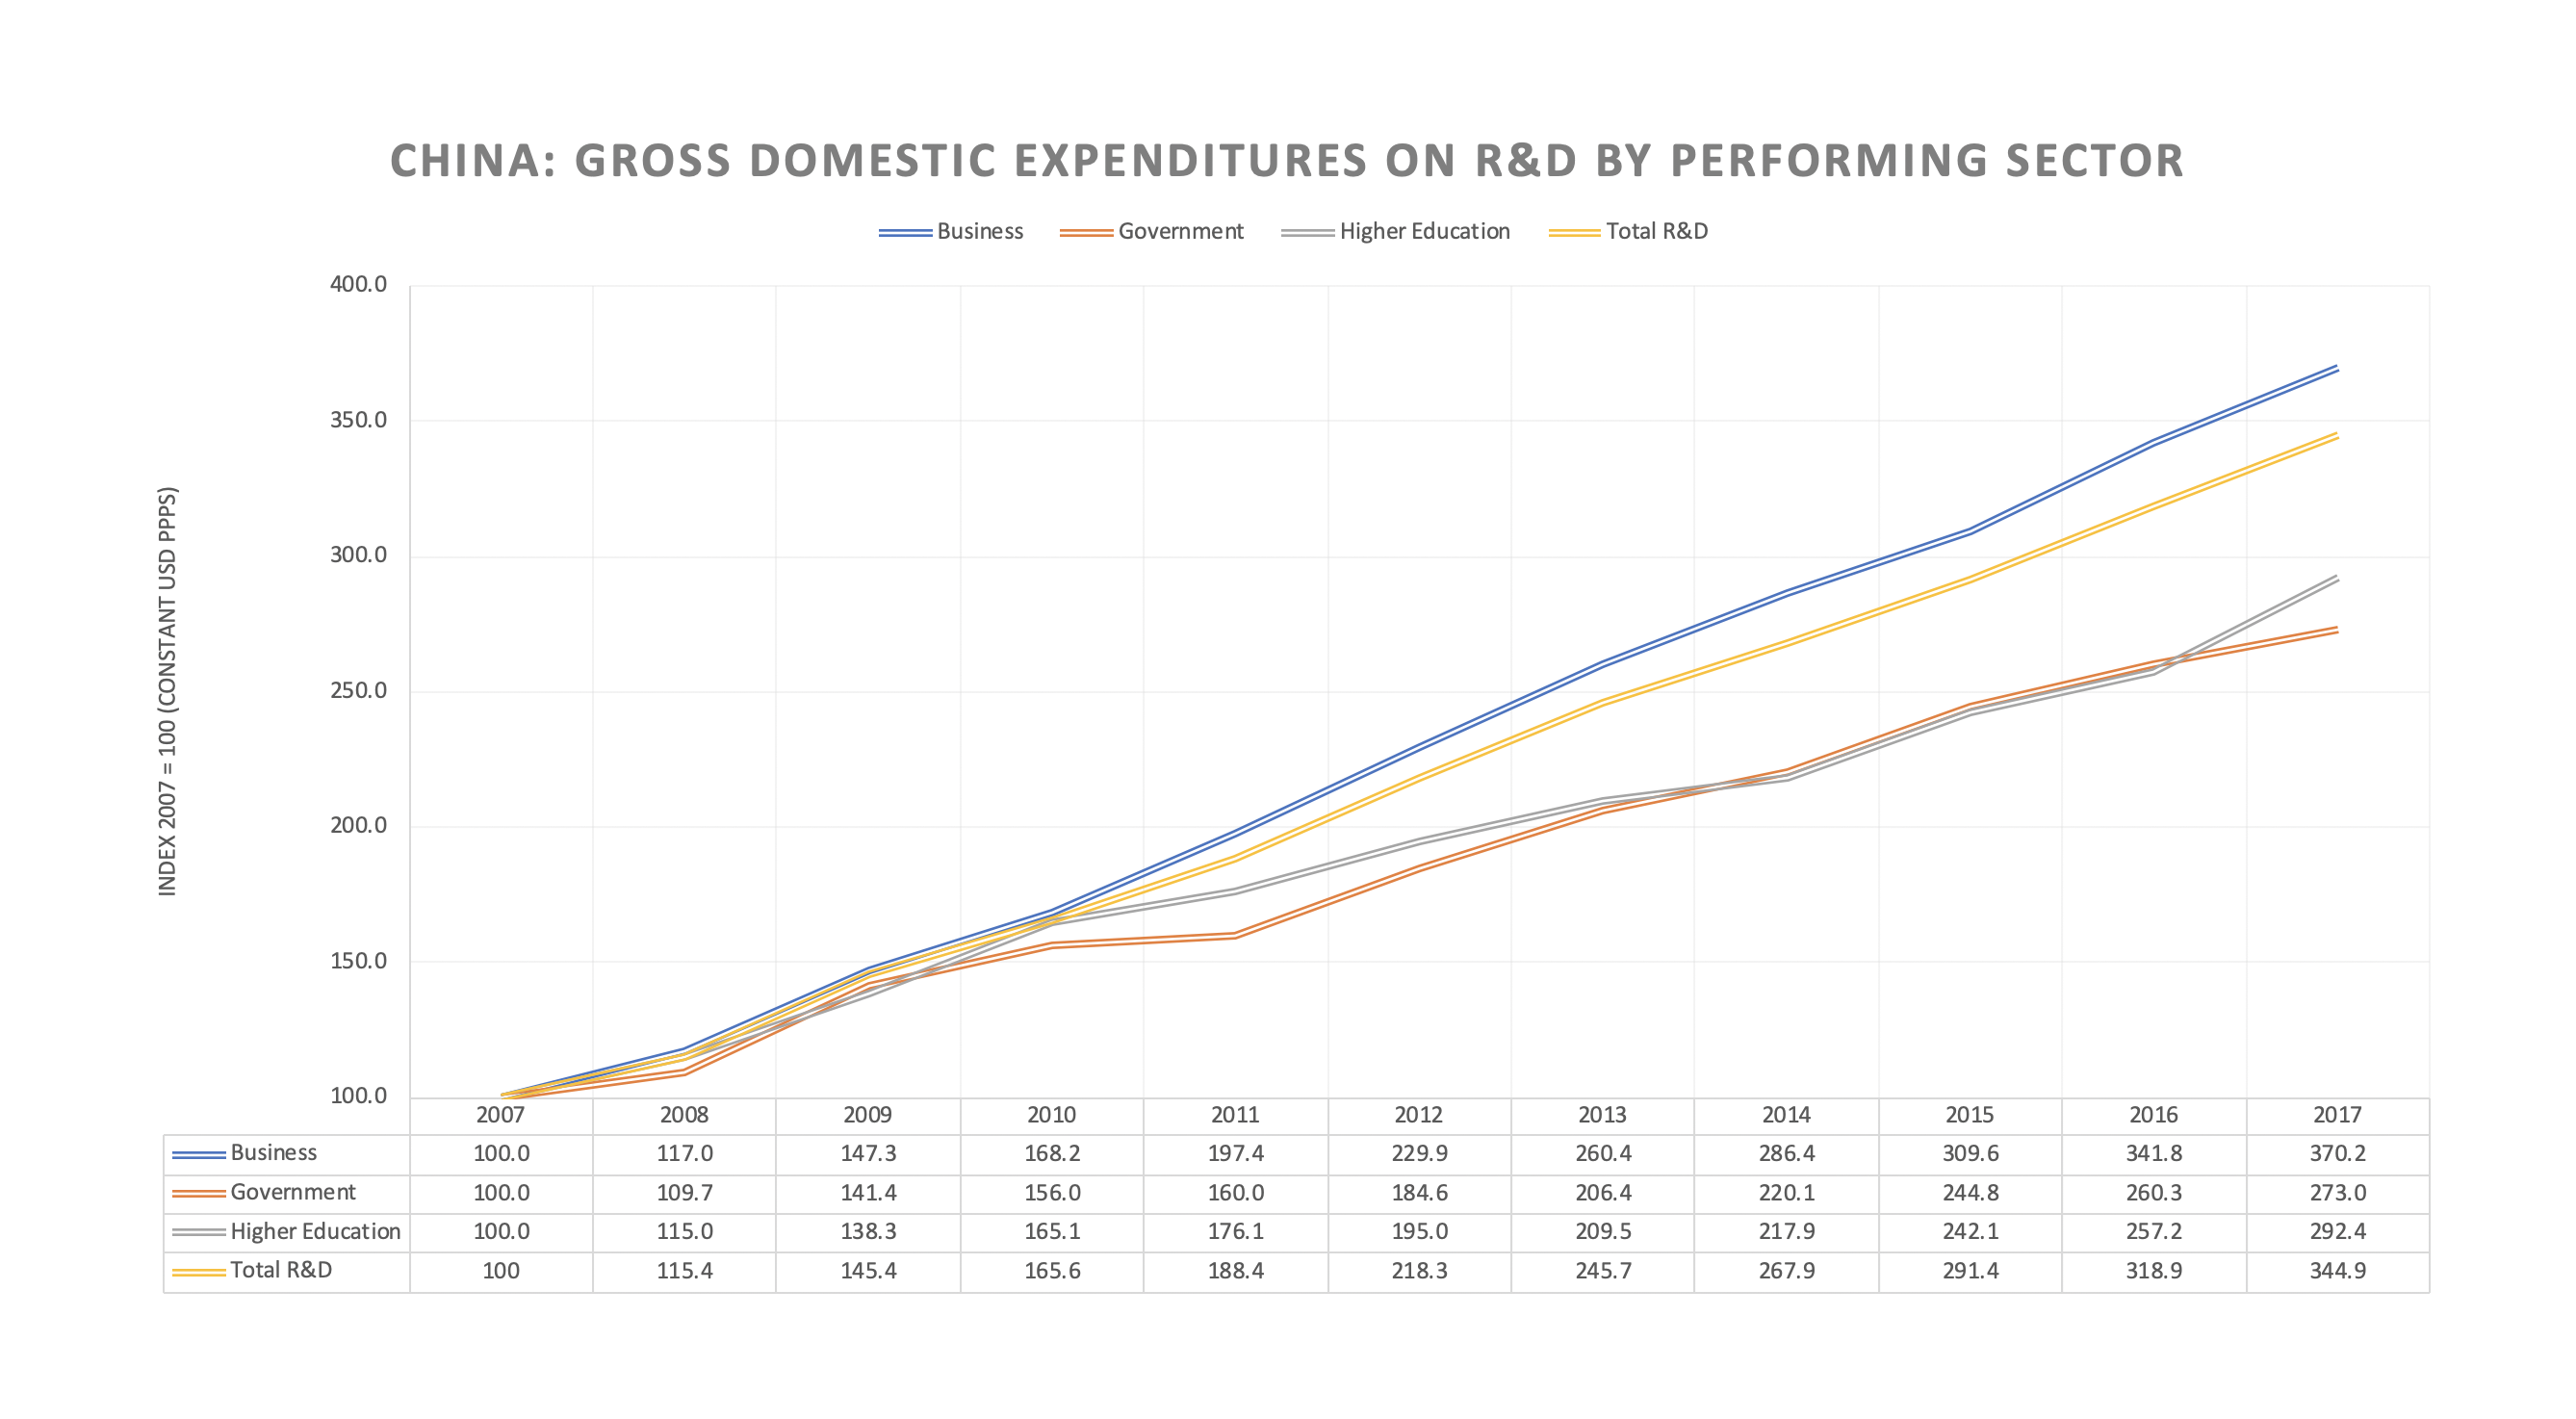 CHINA: GROSS DOMESTIC EXPENDITURES ON R&D BY PERFORMING SECTOR
Business Government Higher Education Total R&D
INDEX 2007 = 100 (CONSTANT USD PPPS)
400.0
350.0
300.0
250.0
200.0
150.0
100.0
2007 2008 2009 2010 2011 2012 2013 2014 2015 2016 2017
Business 100.0 117.0 147.3 168.2 197.4 229.9 260.4 286.4 309.6 341.8 370.2
Government 100.0 109.7 141.4 156.0 160.0 184.6 206.4 220.1 244.8 260.3 273.0
Higher Education 100.0 115.0 138.3 165.1 176.1 195.0 209.5 217.9 242.1 257.2 292.4
Total R&D 100 115.4 145.4 165.6 188.4 218.3 245.7 267.9 291.4 318.9 344.9